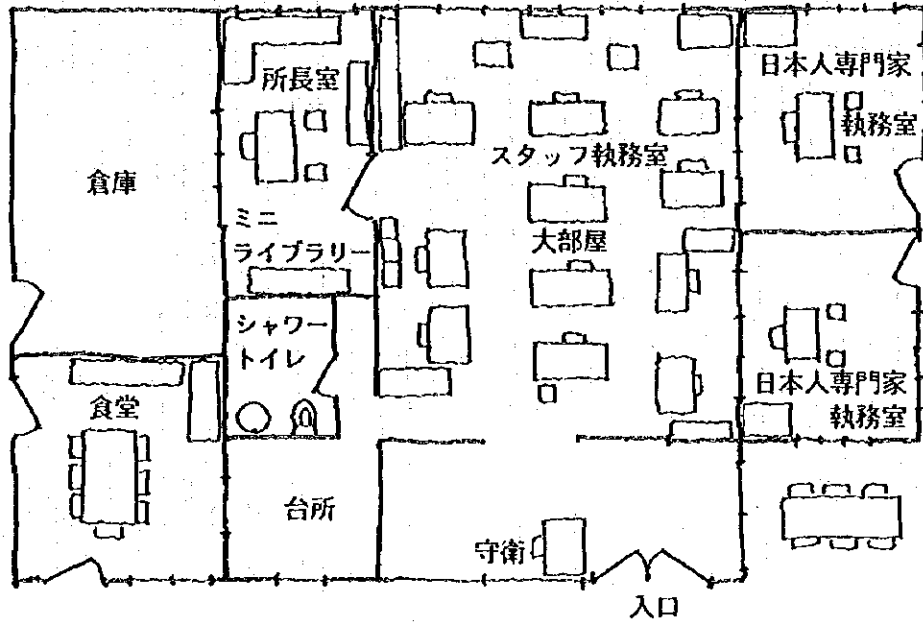 倉庫
所長室
ミニ
ライブラリー
シャワー
トイレ
食堂
台所
スタッフ執務室
大部屋
守衛
入口
日本人専門家
執務室
日本人専門家
執務室